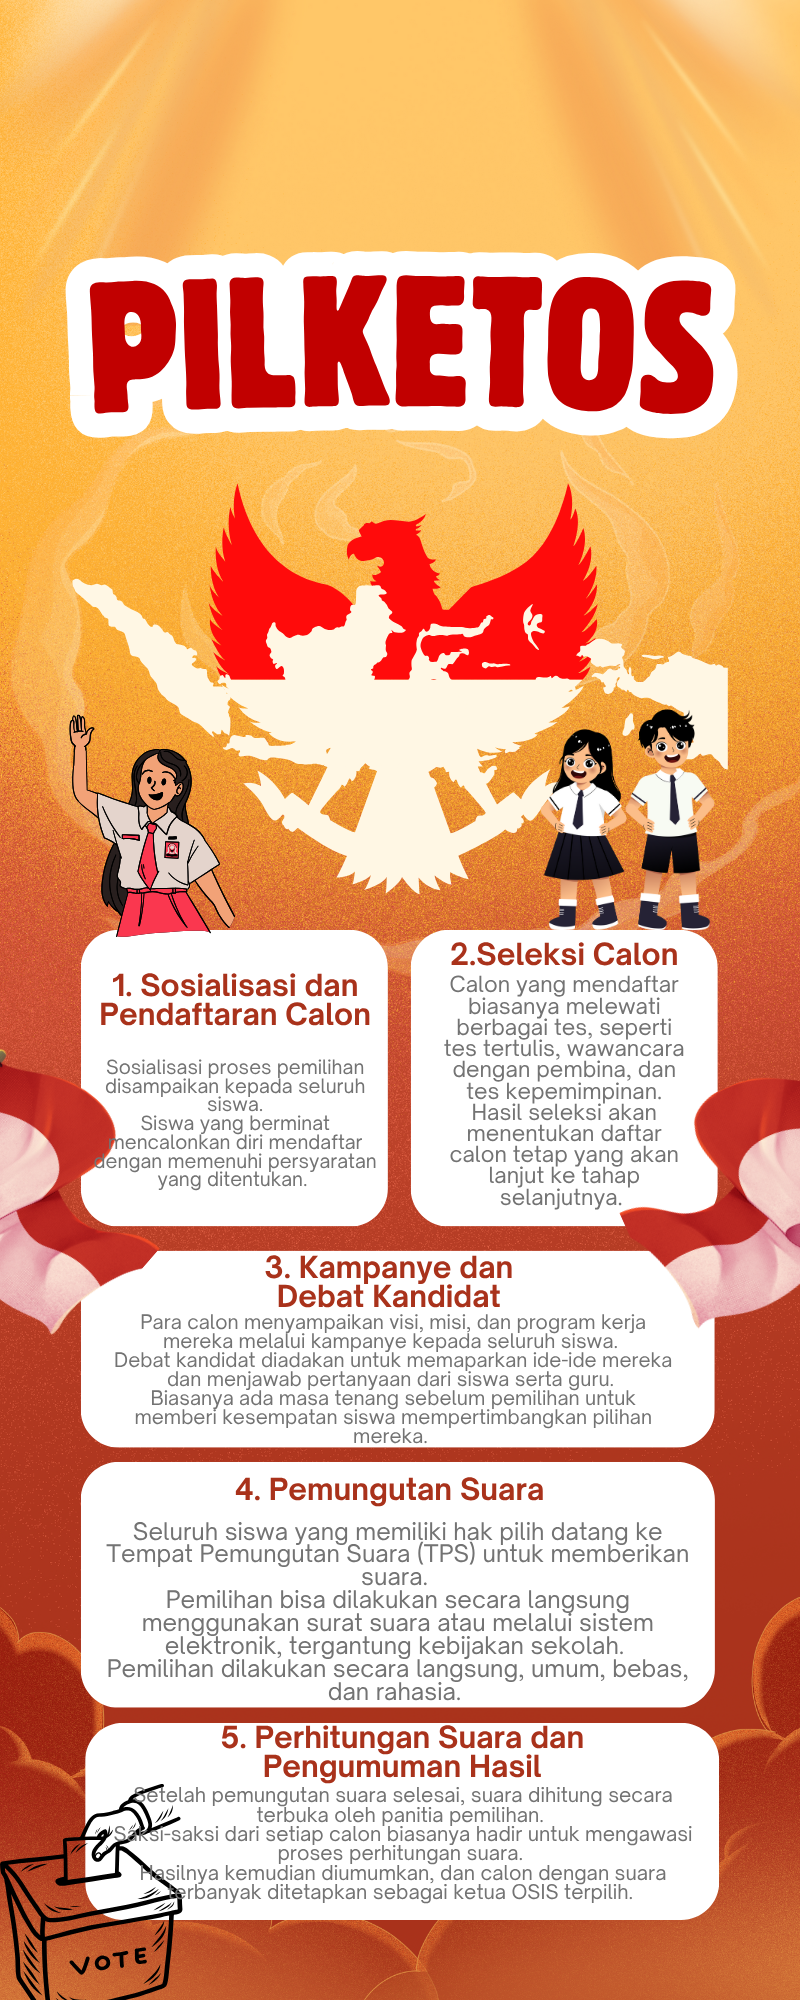 PILKETOS
1. Sosialisasi dan
Pendaftaran Calon
Sosialisasi proses pemilihan
disampaikan kepada seluruh
siswa.
Siswa yang berminat
mencalonkan diri mendaftar
dengan memenuhi persyaratan
yang ditentukan.
2.Seleksi Calon
Calon yang mendaftar
biasanya melewati
berbagai tes, seperti
tes tertulis, wawancara
dengan pembina, dan
tes kepemimpinan.
Hasil seleksi akan
menentukan daftar
calon tetap yang akan
lanjut ke tahap
selanjutnya.
3. Kampanye dan
Debat Kandidat
Para calon menyampaikan visi, misi, dan program kerja
mereka melalui kampanye kepada seluruh siswa.
Debat kandidat diadakan untuk memaparkan ide-ide mereka
dan menjawab pertanyaan dari siswa serta guru.
Biasanya ada masa tenang sebelum pemilihan untuk
memberi kesempatan siswa mempertimbangkan pilihan
mereka.
4. Pemungutan Suara
Seluruh siswa yang memiliki hak pilih datang ke
Tempat Pemungutan Suara (TPS) untuk memberikan
suara.
Pemilihan bisa dilakukan secara langsung
menggunakan surat suara atau melalui sistem
elektronik, tergantung kebijakan sekolah.
Pemilihan dilakukan secara langsung, umum, bebas,
dan rahasia.
5. Perhitungan Suara dan
Pengumuman Hasil
Setelah pemungutan suara selesai, suara dihitung secara
terbuka oleh panitia pemilihan.
Saksi-saksi dari setiap calon biasanya hadir untuk mengawasi
proses perhitungan suara.
Hasilnya kemudian diumumkan, dan calon dengan suara
terbanyak ditetapkan sebagai ketua OSIS terpilih.
VOTE